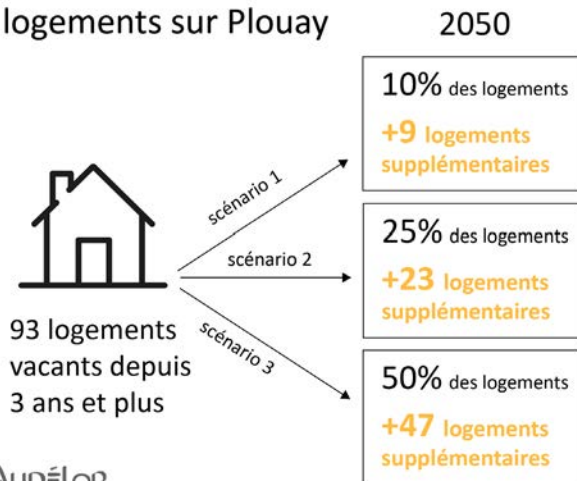 logements sur Plouay
2050
10% des logements
+9 logements
supplémentaires
scénario 1
25% des logements
scénario 2
+23 logements
supplémentaires
93 logements
vacants depuis
3 ans et plus
scénario 3
50% des logements
+47 logements
supplémentaires